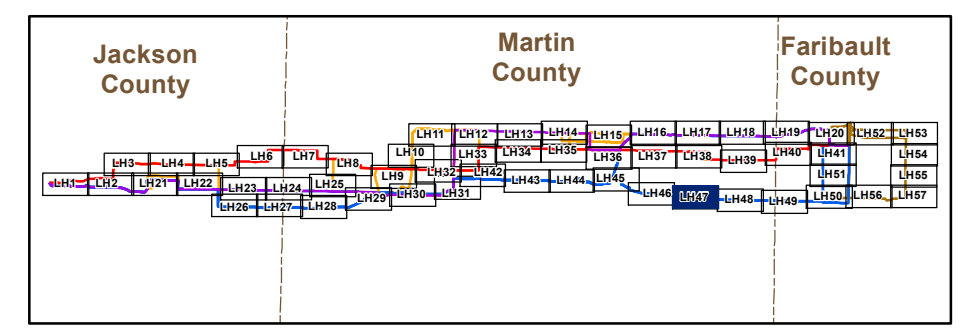 Jackson
County
Martin
County
Faribault
County
LH11 LH12 LH13 LH14 LH15 LH16 LH17 LH18 LH19 LH20 LH52 LH53
LH3 LH4 LH5 LH6 LH7 LH8 LH10 LH33 LH34 LH35 LH36 LH37 LH38 LH39 LH40 LH41 LH54
LH1 LH2 LH21 LH22 LH23 LH24 LH25 LH9 LH32 LH42 LH43 LH44 LH45 LH51 LH55
LH26 LH27 LH28 LH29 LH30 LH31 LH46 LH47 LH48 LH49 LH50 LH56 LH57